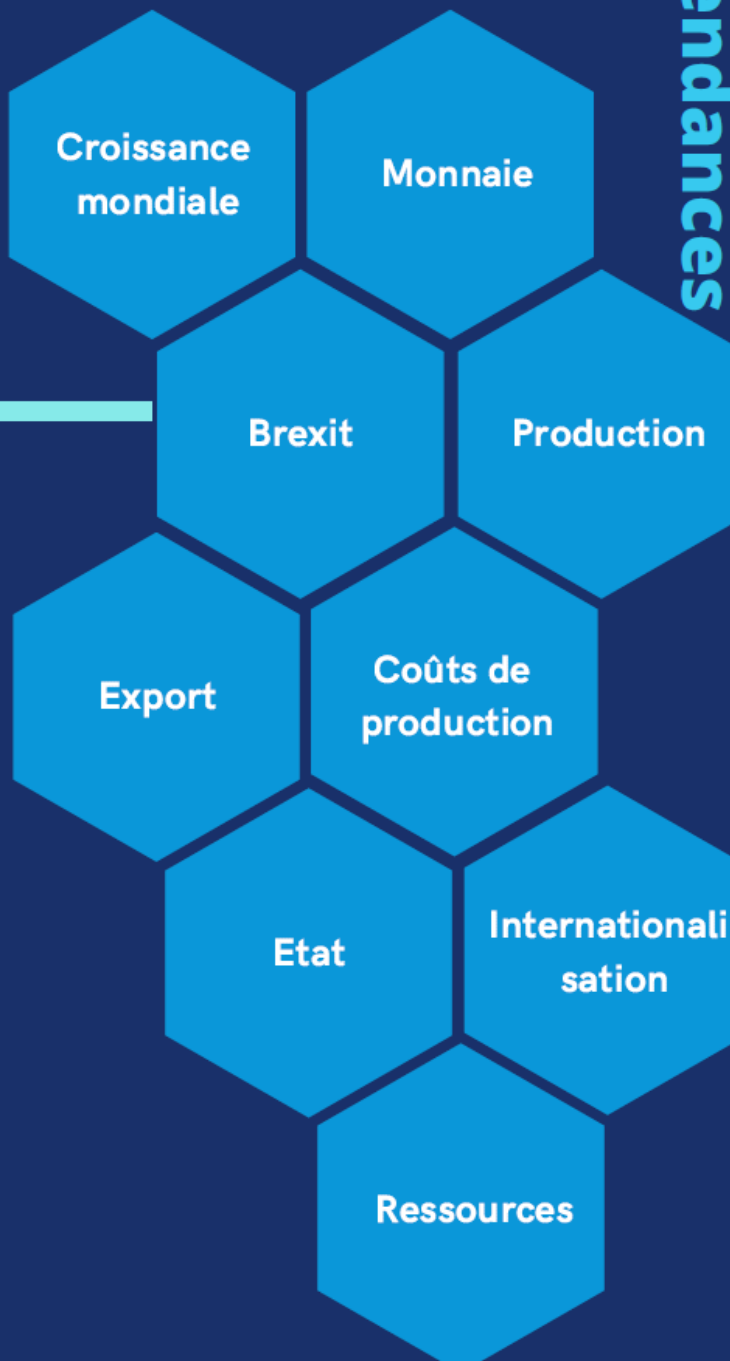 endances
Croissance
mondiale
Monnaie
Brexit
Production
Export
Coûts de
production
Etat
Internationali
sation
Ressources